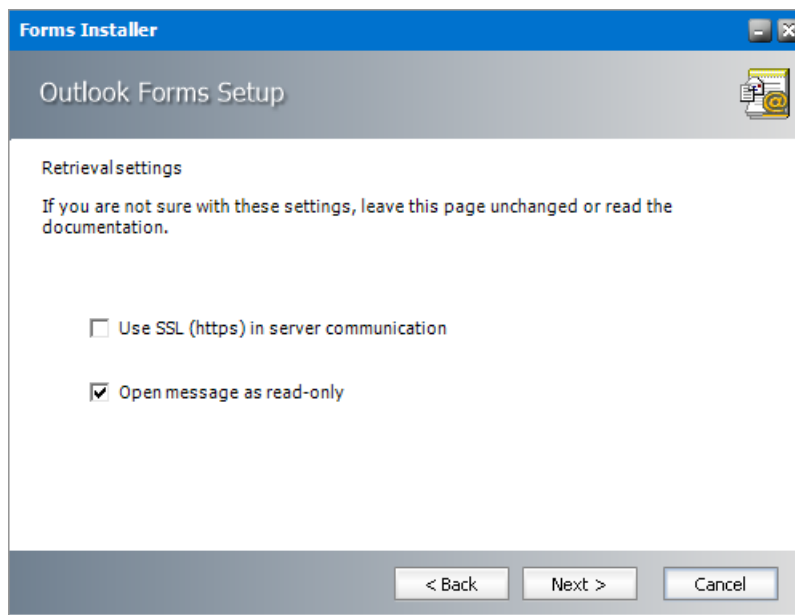 Forms Installer
Outlook Forms Setup
Retrieval settings
If you are not sure with these settings, leave this page unchanged or read the
documentation.
Use SSL (https) in server communication
Open message as read-only
< Back
Next >
Cancel